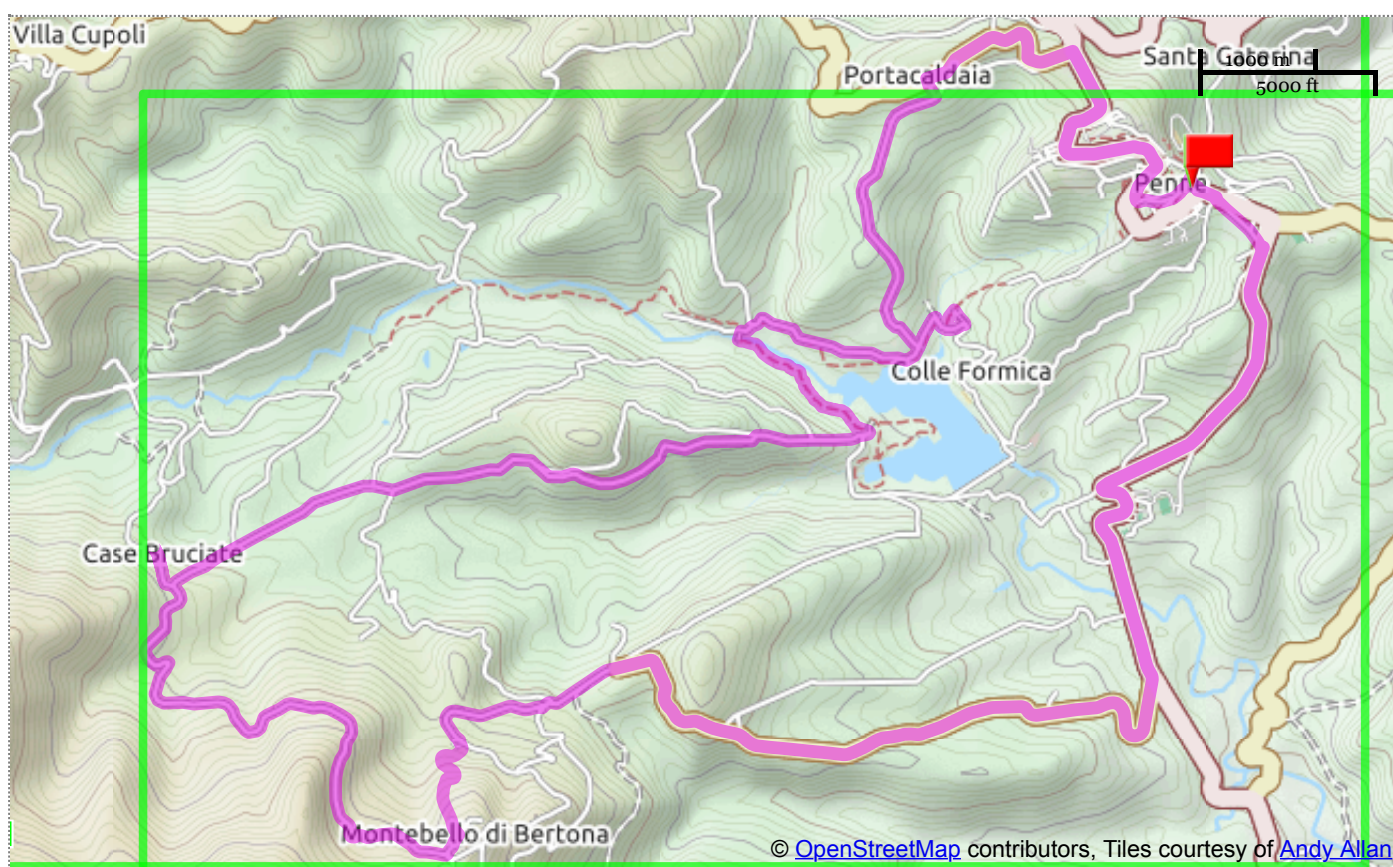 Villa Cupoli
Santa Caterina
1000 m
5000 ft
Portacaldaia
Penne
Colle Formica
Case Bruciate
Montebello di Bertona
© OpenStreetMap contributors, Tiles courtesy of Andy Allan